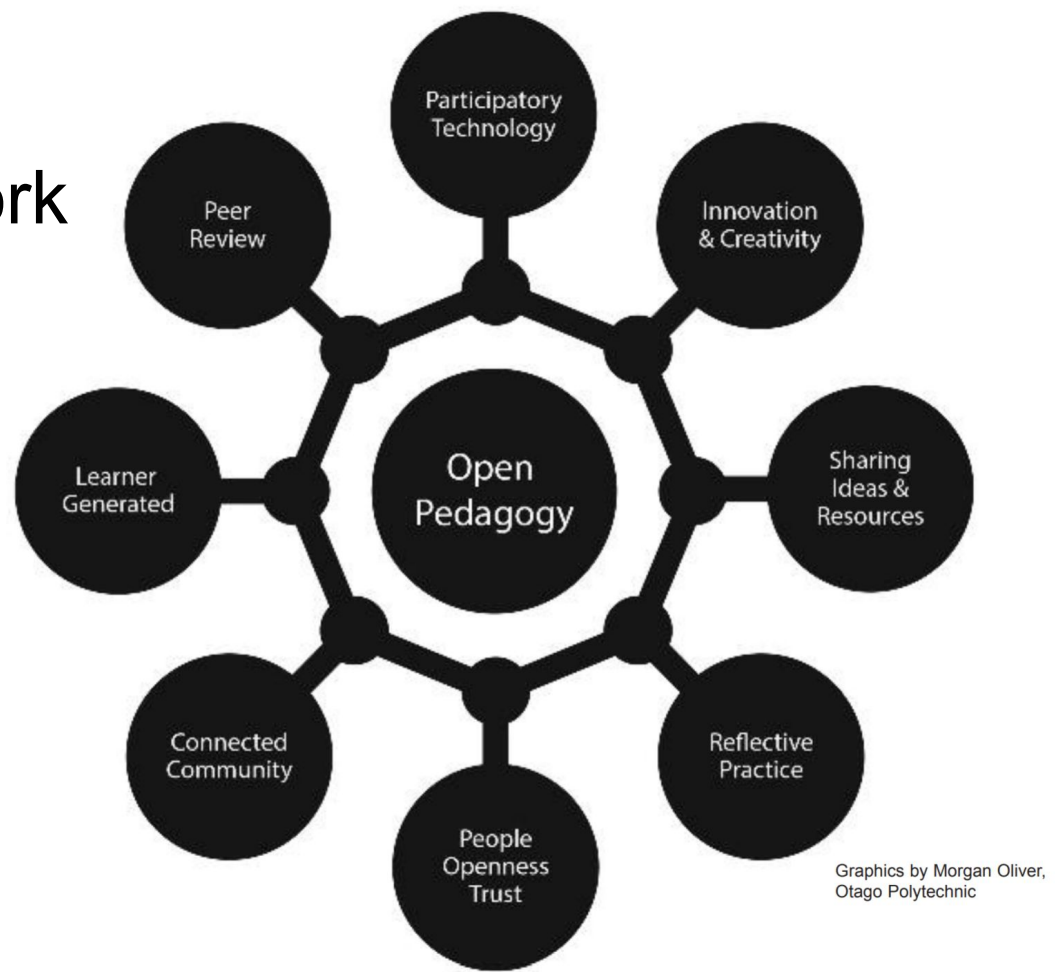 Participatory
Technology
Innovation
& Creativity
Sharing
Ideas &
Resources
Reflective
Practice
People
Openness
Trust
Connected
Community
Learner
Generated
Peer
Review
Open
Pedagogy
Graphics by Morgan Oliver,
Otago Polytechnic